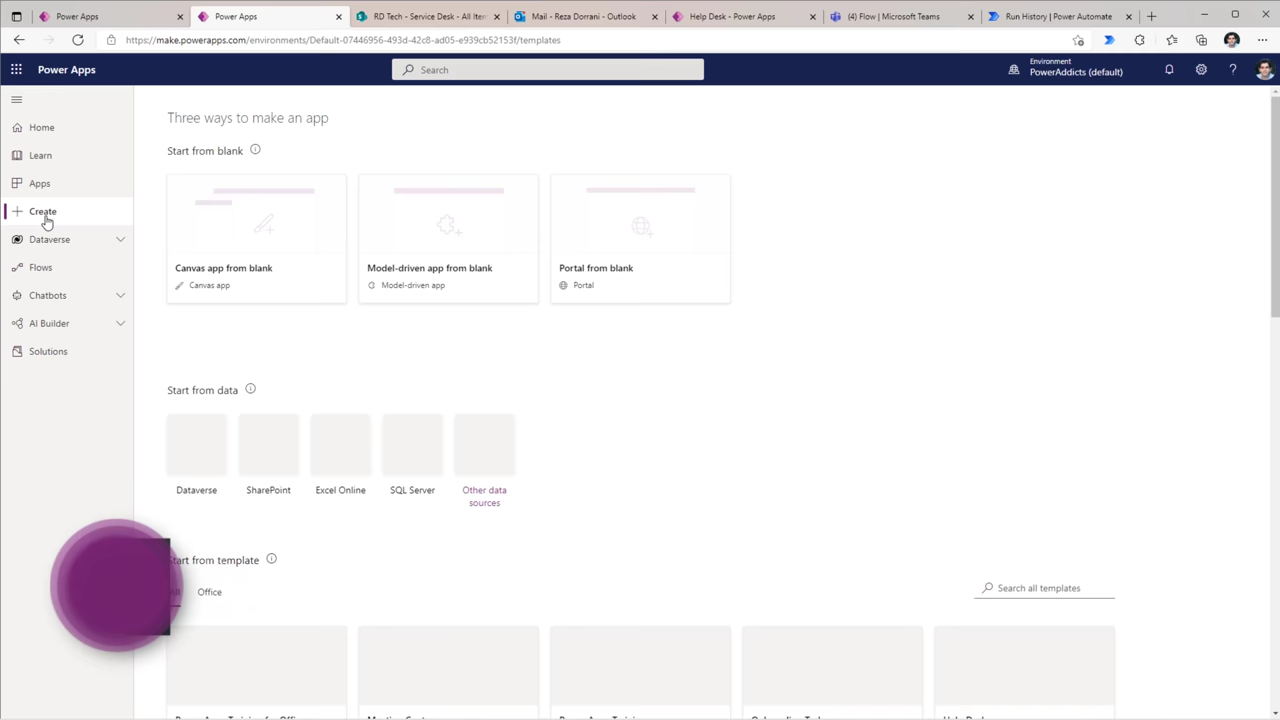 Power Apps
Power Apps
RD Tech - Service Desk - All Item
Mail - Reza Dorrani - Outlook
Help Desk - Power Apps
(4) Flow | Microsoft Teams
Run History | Power Automate
https://make.powerapps.com/environments/Default-07446956-493d-42c8-ad05-e939cb52153f/templates
Power Apps
Search
Environment
PowerAddicts (default)
Home
Learn
Apps
Create
Dataverse
Flows
Chatbots
AI Builder
Solutions
Three ways to make an app
Start from blank
Canvas app from blank
Canvas app
Model-driven app from blank
Model-driven app
Portal from blank
Portal
Start from data
Dataverse
SharePoint
Excel Online
SQL Server
Other data
sources
Start from template
All
Office
Search all templates